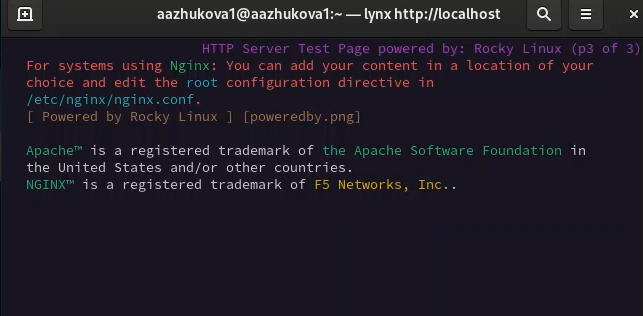 aazhukova1@aazhukova1:~ — lynx http://localhost
HTTP Server Test Page powered by: Rocky Linux (p3 of 3)
For systems using Nginx: You can add your content in a location of your
choice and edit the root configuration directive in
/etc/nginx/nginx.conf.
[ Powered by Rocky Linux ] [poweredby.png]
Apache™ is a registered trademark of the Apache Software Foundation in
the United States and/or other countries.
NGINX™ is a registered trademark of F5 Networks, Inc..